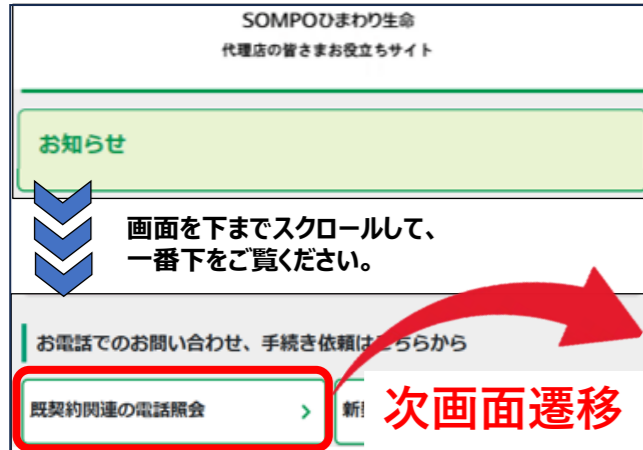 SOMPOひまわり生命
代理店の皆さまお役立ちサイト
お知らせ
画面を下までスクロールして、
一番下をご覧ください。
お電話でのお問い合わせ、手続き依頼はこちらから
既契約関連の電話照会
新
次画面遷移